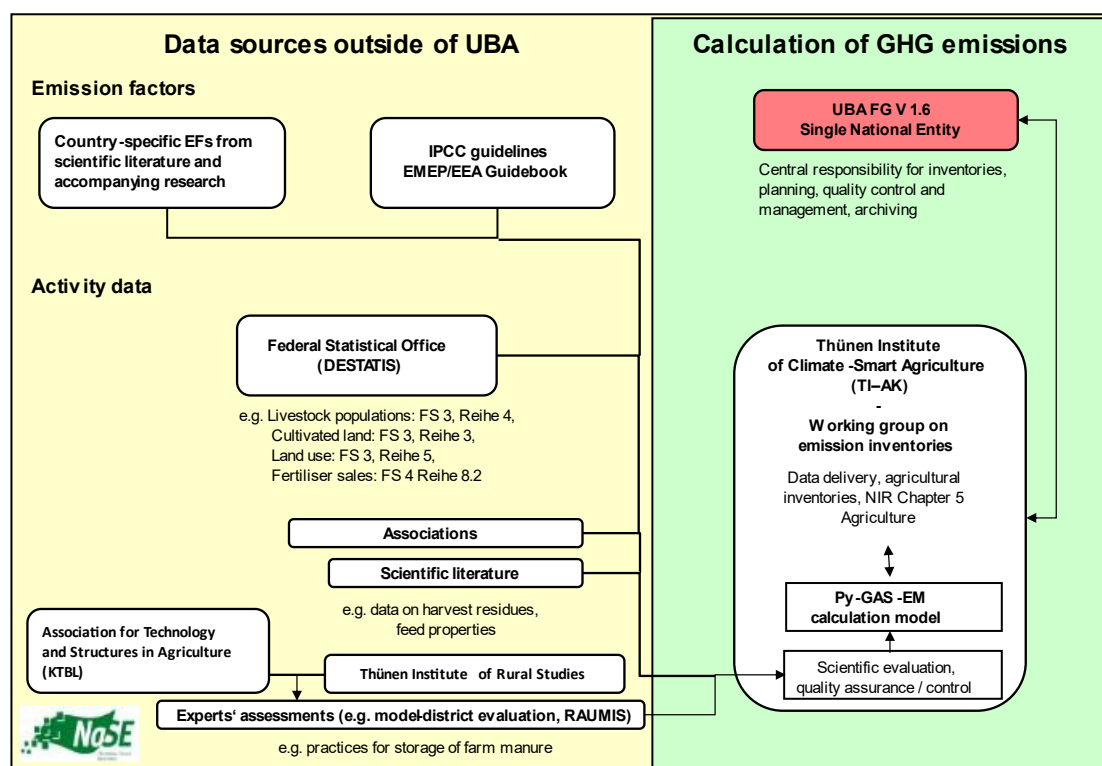 Data sources outside of UBA
Emission factors
Country-specific EFs from
scientific literature and
accompanying research
IPCC guidelines
EMEP/EEA Guidebook
Activity data
Federal Statistical Office
(DESTATIS)
e.g. Livestock populations: FS 3, Reihe 4,
Cultivated land: FS 3, Reihe 3,
Land use: FS 3, Reihe 5,
Fertiliser sales: FS 4 Reihe 8.2
Associations
Scientific literature
e.g. data on harvest residues,
feed properties
Association for Technology
and Structures in Agriculture
(KTBL)
Thünen Institute of Rural Studies
Experts‘ assessments (e.g. model-district evaluation, RAUMIS)
e.g. practices for storage of farm manure
NaSE
Calculation of GHG emissions
UBA FG V 1.6
Single National Entity
Central responsibility for inventories,
planning, quality control and
management, archiving
Thünen Institute
of Climate -Smart Agriculture
(TI–AK)
-
Working group on
emission inventories
Data delivery, agricultural
inventories, NIR Chapter 5
Agriculture
Py-GAS-EM
calculation model
Scientific evaluation,
quality assurance / control